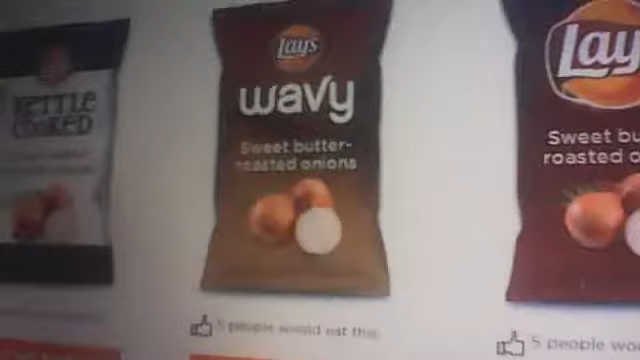 KETTLE
COOKED
Lay's
wavy
Sweet butter-
roasted onions
5 people would eat this
Lay
Sweet bu
roasted o
5 people wou